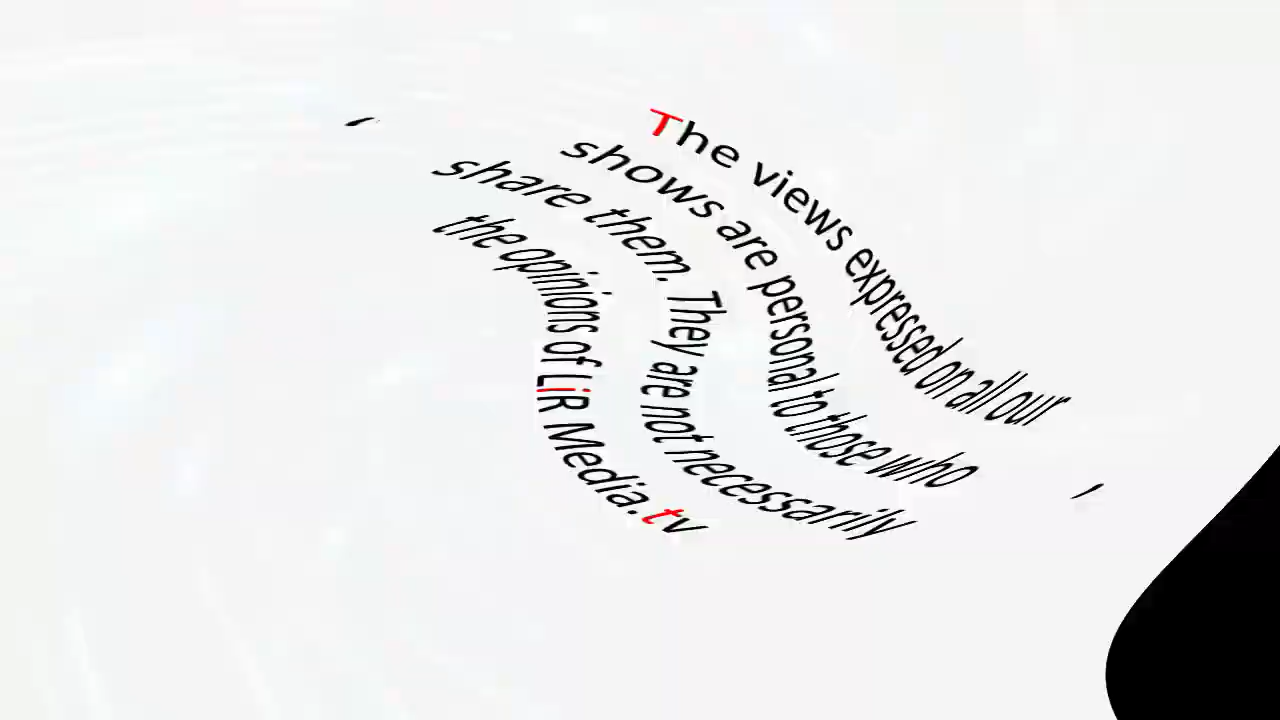 The views expressed on all our
shows are personal to those who
share them. They are not necessarily
the opinions of LiR Media.tv